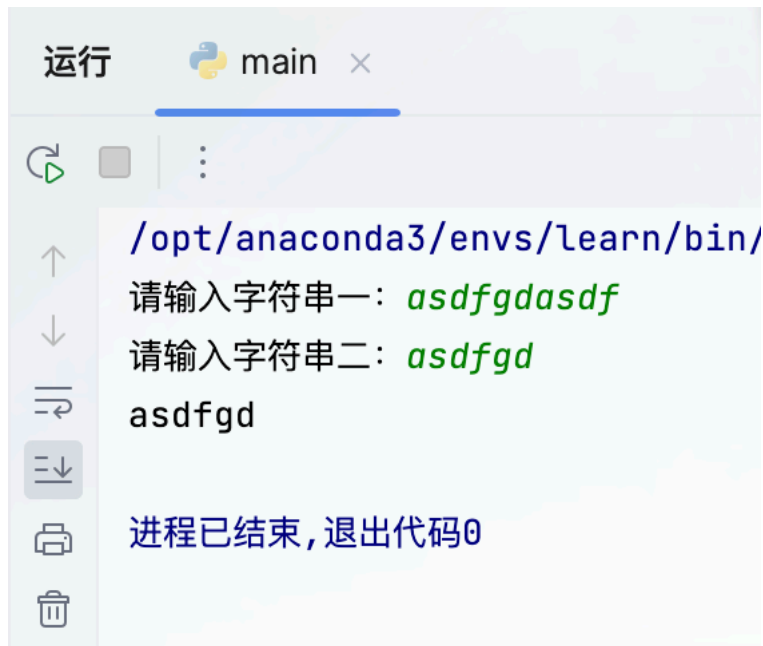 运行 main
/opt/anaconda3/envs/learn/bin/
请输入字符串一：asdfgdasdf
请输入字符串二：asdfgd
asdfgd
进程已结束,退出代码0